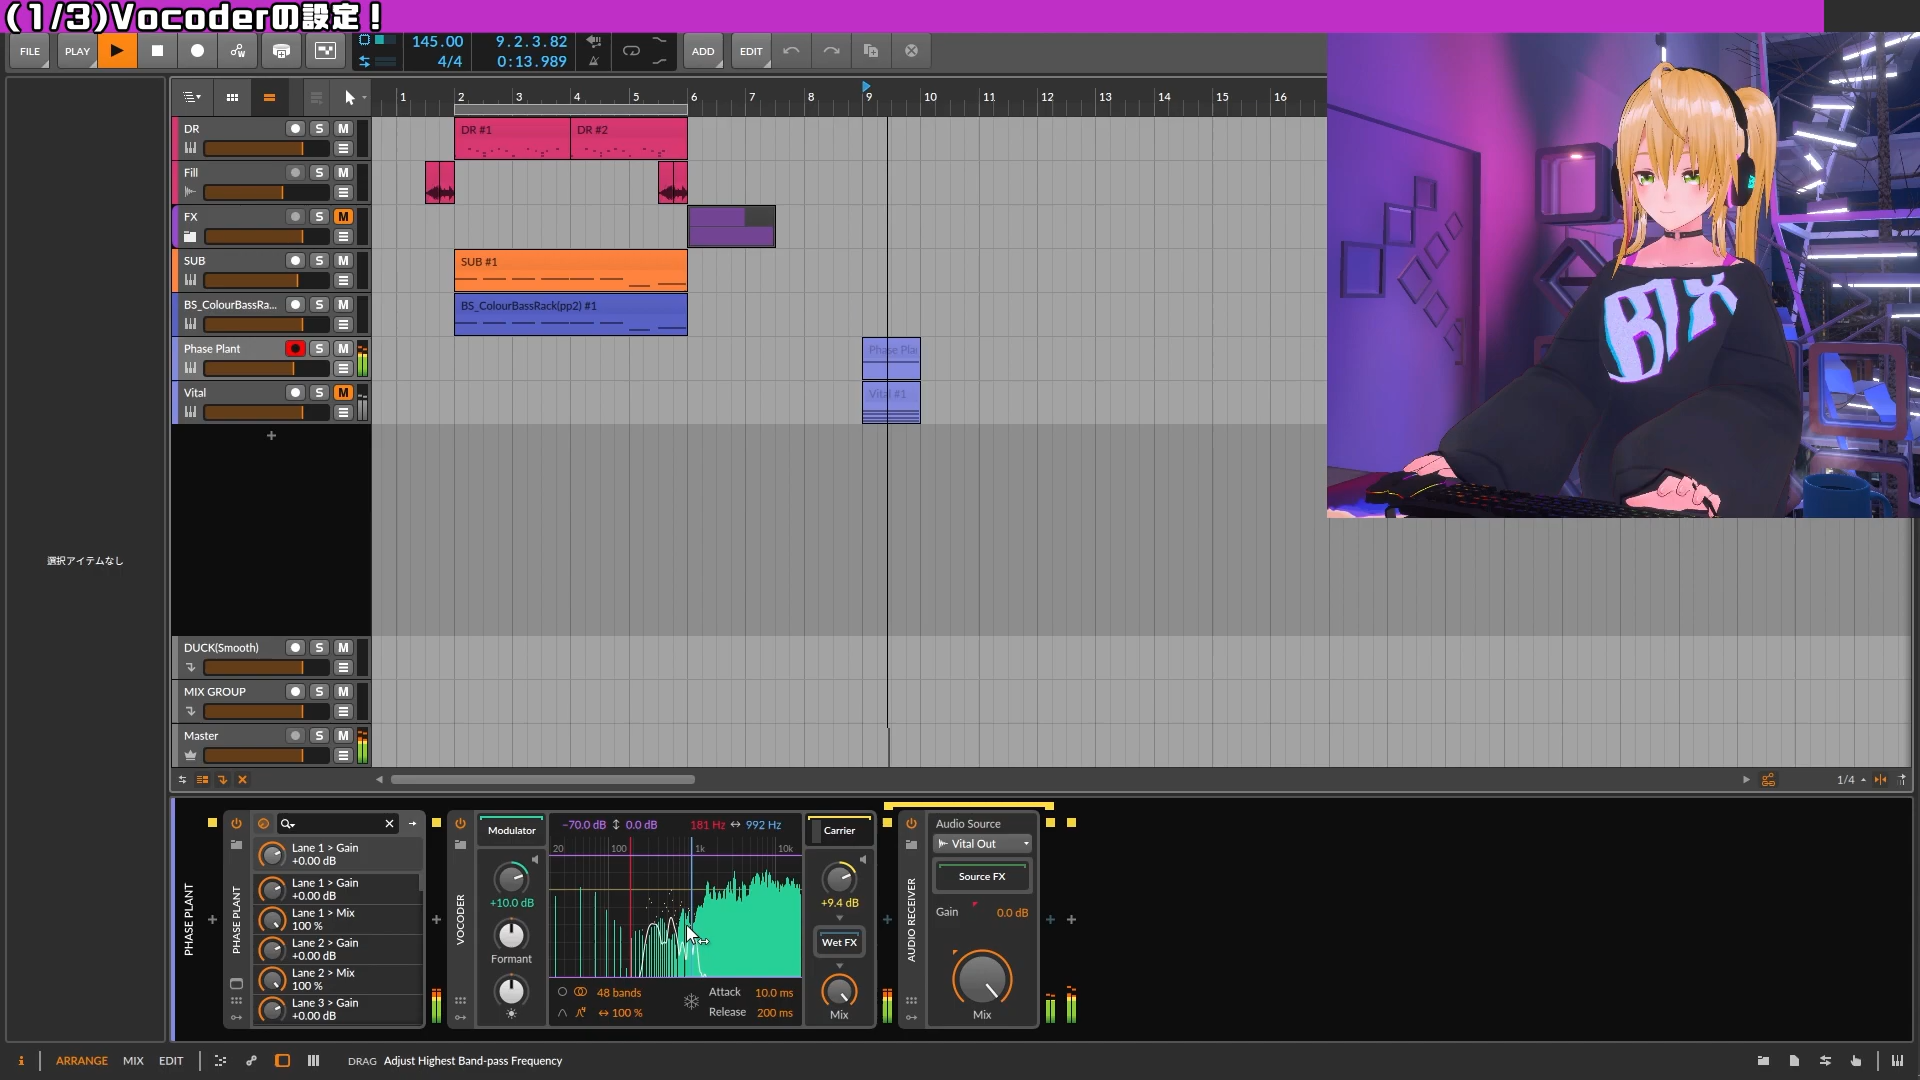 (1/3)Vocoderの設定！
FILE
PLAY
145.00
4/4
9.2.3.82
0:13.989
ADD
EDIT
1 2 3 4 5 6 7 8 9 10 11 12 13 14 15 16
DR
S M
DR #1
DR #2
Fill
S M
FX
S M
SUB
S M
SUB #1
BS_ColourBassRa...
S M
BS_ColourBassRack(pp2) #1
Phase Plant
S M
Phase Plan
Vital
S M
Vital #1
BIX
選択アイテムなし
DUCK(Smooth)
S M
MIX GROUP
S M
Master
S M
1/4
PHASE PLANT
PHASE PLANT
Lane 1 > Gain
+0.00 dB
Lane 1 > Gain
+0.00 dB
Lane 1 > Mix
100 %
Lane 2 > Gain
+0.00 dB
Lane 2 > Mix
100 %
Lane 3 > Gain
+0.00 dB
VOCODER
Modulator
+10.0 dB
Formant
−70.0 dB
0.0 dB
181 Hz
992 Hz
20
100
1k
10k
48 bands
100 %
Attack
10.0 ms
Release
200 ms
Carrier
+9.4 dB
Wet FX
Mix
AUDIO RECEIVER
Audio Source
Vital Out
Source FX
Gain
0.0 dB
Mix
i
ARRANGE
MIX
EDIT
DRAG Adjust Highest Band-pass Frequency